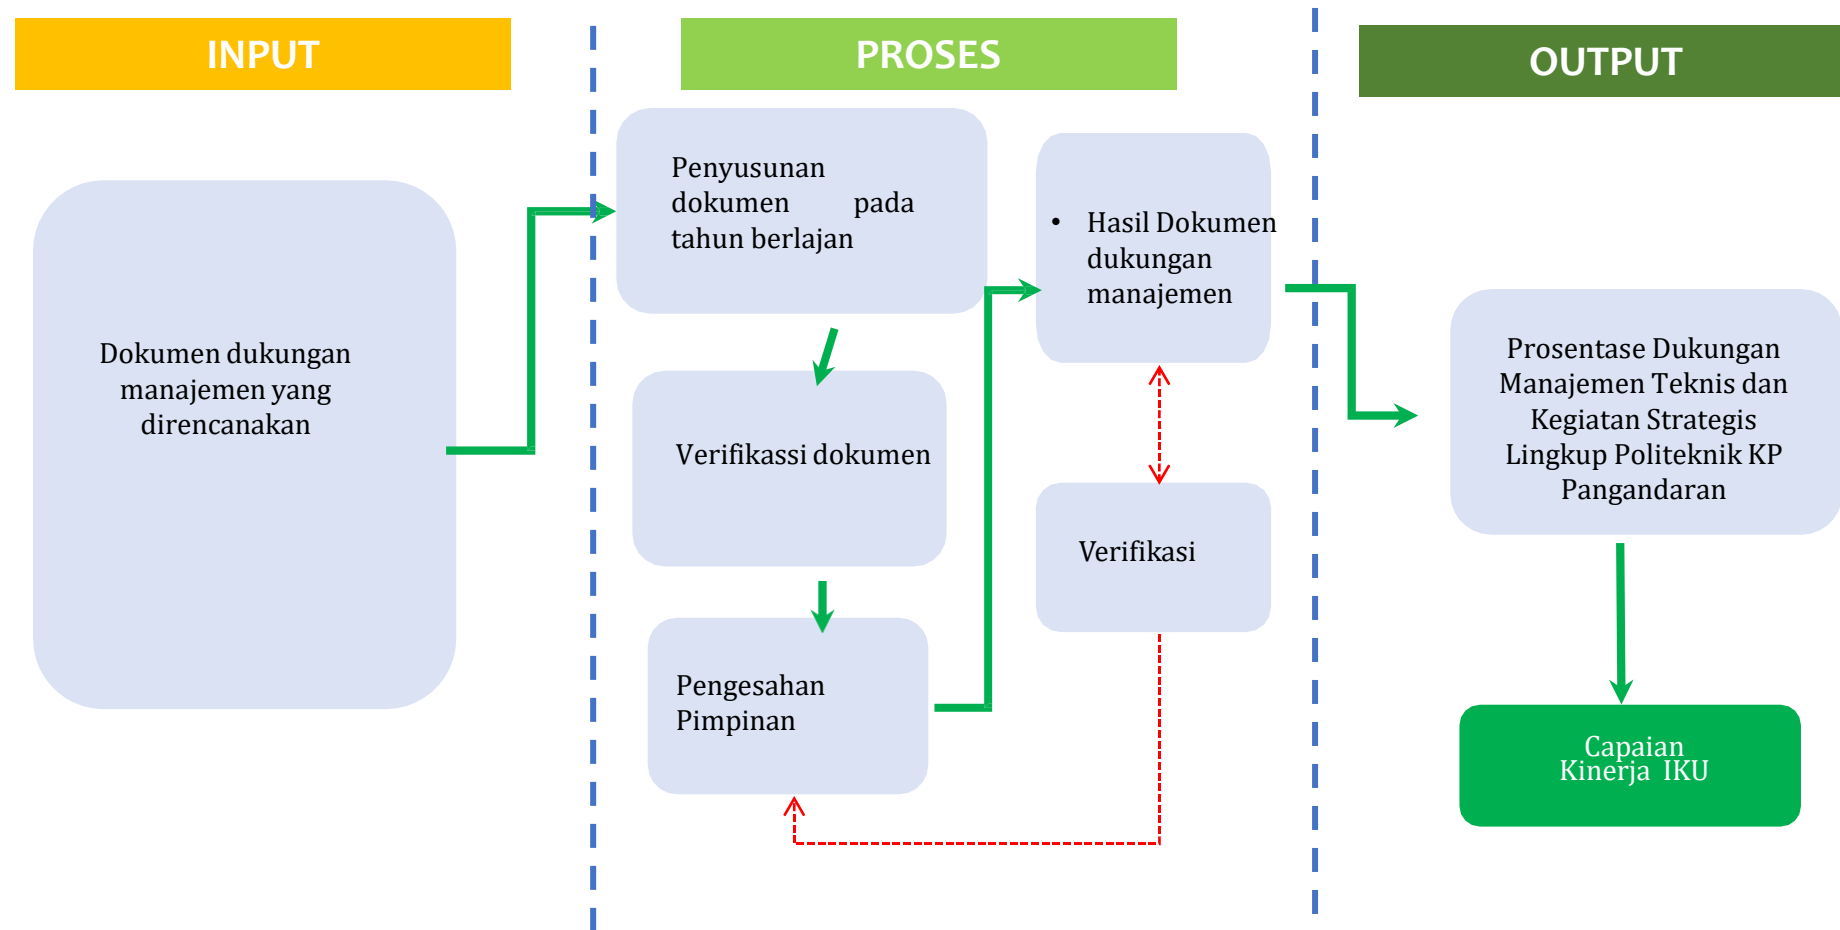 INPUT
PROSES
OUTPUT
Dokumen dukungan
manajemen yang
direncanakan
Penyusunan
dokumen pada
tahun berlajan
Verifikassi dokumen
Pengesahan
Pimpinan
• Hasil Dokumen
dukungan
manajemen
Verifikasi
Prosentase Dukungan
Manajemen Teknis dan
Kegiatan Strategis
Lingkup Politeknik KP
Pangandaran
Capaian
Kinerja IKU